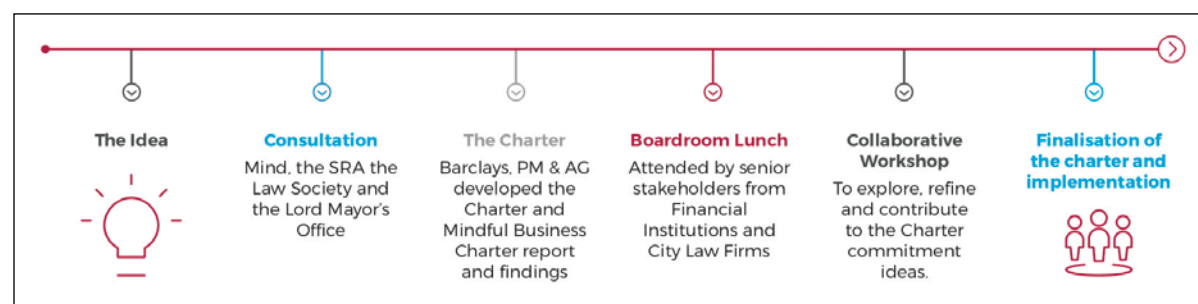 The Idea
Consultation
Mind, the SRA the
Law Society and
the Lord Mayor's
Office
The Charter
Barclays, PM & AG
developed the
Charter and
Mindful Business
Charter report
and findings
Boardroom Lunch
Attended by senior
stakeholders from
Financial
Institutions and
City Law Firms
Collaborative
Workshop
To explore, refine
and contribute
to the Charter
commitment
ideas.
Finalisation of
the charter and
implementation